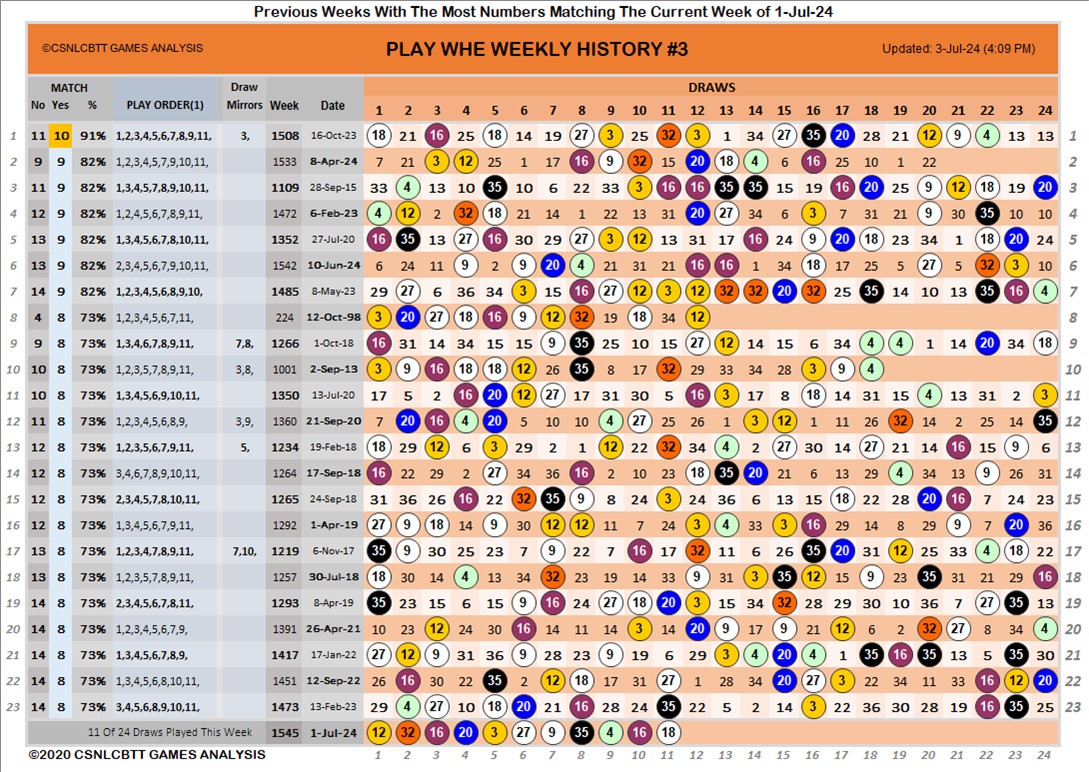 Previous Weeks With The Most Numbers Matching The Current Week of 1-Jul-24
©CSNLCBTT GAMES ANALYSIS PLAY WHE WEEKLY HISTORY #3 Updated: 3-Jul-24 (4:09 PM)
MATCH Draw DRAWS
No Yes % PLAY ORDER(1) Mirrors Week Date 1 2 3 4 5 6 7 8 9 10 11 12 13 14 15 16 17 18 19 20 21 22 23 24
1 11 10 91% 1,2,3,4,5,6,7,8,9,11, 3, 1508 16-Oct-23 18 21 16 25 18 14 19 27 3 25 32 3 1 34 27 35 20 28 21 12 9 4 13 13 1
2 9 9 82% 1,2,3,4,5,7,9,10,11, 1533 8-Apr-24 7 21 3 12 25 1 17 16 9 32 15 20 18 4 6 16 25 10 1 22 2
3 11 9 82% 1,3,4,5,7,8,9,10,11, 1109 28-Sep-15 33 4 13 10 35 10 6 22 33 3 16 16 35 35 15 19 16 20 25 9 12 18 19 20 3
4 12 9 82% 1,2,4,5,6,7,8,9,11, 1472 6-Feb-23 4 12 2 32 18 21 14 1 22 13 31 20 27 34 6 3 7 31 21 9 30 35 10 10 4
5 13 9 82% 1,3,4,5,6,7,8,10,11, 1352 27-Jul-20 16 35 13 27 16 30 29 27 3 12 13 31 17 16 24 9 20 18 23 34 1 18 20 24 5
6 13 9 82% 2,3,4,5,6,7,9,10,11, 1542 10-Jun-24 6 24 11 9 2 9 20 4 21 31 21 16 16 1 34 18 17 25 5 27 5 32 3 10 6
7 14 9 82% 1,2,3,4,5,6,8,9,10, 1485 8-May-23 29 27 6 36 34 3 15 16 27 12 3 12 32 32 20 32 25 35 14 10 13 35 16 4 7
8 4 8 73% 1,2,3,4,5,6,7,11, 224 12-Oct-98 3 20 27 18 16 9 12 32 19 18 34 12 8
9 9 8 73% 1,3,4,6,7,8,9,11, 7,8, 1266 1-Oct-18 16 31 14 34 15 15 9 35 25 10 15 27 12 14 15 6 34 4 4 1 14 20 34 18 9
10 10 8 73% 1,2,3,5,7,8,9,11, 3,8, 1001 2-Sep-13 3 9 16 18 18 12 26 35 8 17 32 29 33 34 28 3 9 4 10
11 10 8 73% 1,3,4,5,6,9,10,11, 1350 13-Jul-20 17 5 2 16 20 12 27 17 31 30 5 16 3 17 8 18 14 31 15 4 13 31 2 3 11
12 11 8 73% 1,2,3,4,5,6,8,9, 3,9, 1360 21-Sep-20 7 20 16 4 20 5 10 10 4 27 25 26 1 3 12 1 11 26 32 14 2 25 14 35 12
13 12 8 73% 1,2,3,5,6,7,9,11, 5, 1234 19-Feb-18 18 29 12 6 3 29 2 1 12 22 32 34 4 2 27 30 14 27 21 14 16 15 9 6 13
14 12 8 73% 3,4,6,7,8,9,10,11, 1264 17-Sep-18 16 22 29 2 27 34 36 16 2 10 23 18 35 20 21 6 13 29 4 34 13 9 26 31 14
15 12 8 73% 2,3,4,5,7,8,10,11, 1265 24-Sep-18 31 36 26 16 22 32 35 9 8 24 3 24 36 6 13 15 18 22 28 20 16 7 24 23 15
16 12 8 73% 1,3,4,5,6,7,9,11, 1292 1-Apr-19 27 9 18 14 9 30 12 12 11 7 24 3 4 33 3 16 29 14 8 29 9 7 20 36 16
17 13 8 73% 1,2,3,4,7,8,9,11, 7,10, 1219 6-Nov-17 35 9 30 25 23 7 9 22 7 16 17 32 11 6 26 35 20 31 12 25 33 4 18 22 17
18 13 8 73% 1,2,3,5,7,8,9,11, 1257 30-Jul-18 18 30 14 4 13 34 32 23 19 14 33 9 31 3 35 12 15 9 23 35 31 21 29 16 18
19 14 8 73% 2,3,4,5,6,7,8,11, 1293 8-Apr-19 35 23 15 6 15 9 16 24 27 18 20 3 15 34 32 28 29 30 10 36 7 27 35 13 19
20 14 8 73% 1,2,3,4,5,6,7,9, 1391 26-Apr-21 10 23 12 24 30 16 14 11 14 3 14 20 9 17 9 21 12 6 2 32 27 8 34 4 20
21 14 8 73% 1,3,4,5,6,7,8,9, 1417 17-Jan-22 27 12 9 31 36 9 28 23 9 19 6 29 3 4 20 4 1 35 16 35 13 5 35 30 21
22 14 8 73% 1,3,4,5,6,8,10,11, 1451 12-Sep-22 26 16 30 22 35 2 12 18 17 31 27 1 28 34 20 27 3 22 34 11 33 16 12 20 22
23 14 8 73% 3,4,5,6,8,9,10,11, 1473 13-Feb-23 29 4 27 10 18 20 21 16 28 24 35 22 5 2 14 3 22 36 30 28 19 16 35 25 23
11 Of 24 Draws Played This Week 1545 1-Jul-24 12 32 16 20 3 27 9 35 4 16 18
©2020 CSNLCBTT GAMES ANALYSIS 1 2 3 4 5 6 7 8 9 10 11 12 13 14 15 16 17 18 19 20 21 22 23 24